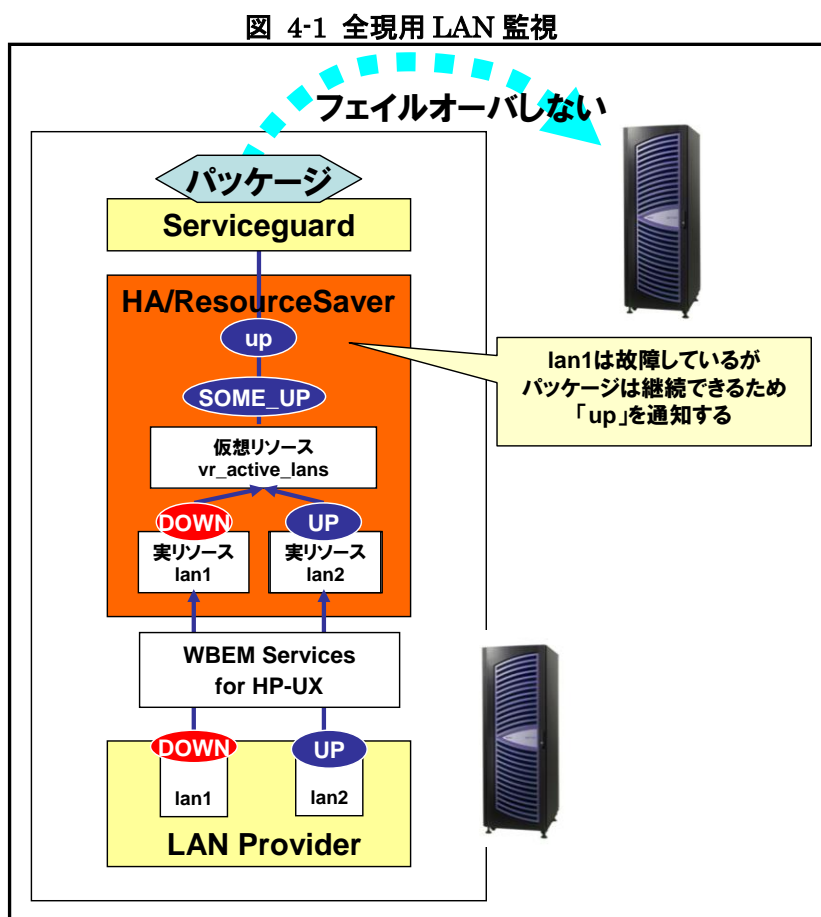 図 4-1 全現用 LAN 監視
フェイルオーバしない
パッケージ
Serviceguard
HA/ResourceSaver
up
SOME_UP
lan1は故障しているが
パッケージは継続できるため
「up」を通知する
仮想リソース
vr_active_lans
DOWN
UP
実リソース
lan1
実リソース
lan2
WBEM Services
for HP-UX
DOWN
UP
lan1
lan2
LAN Provider